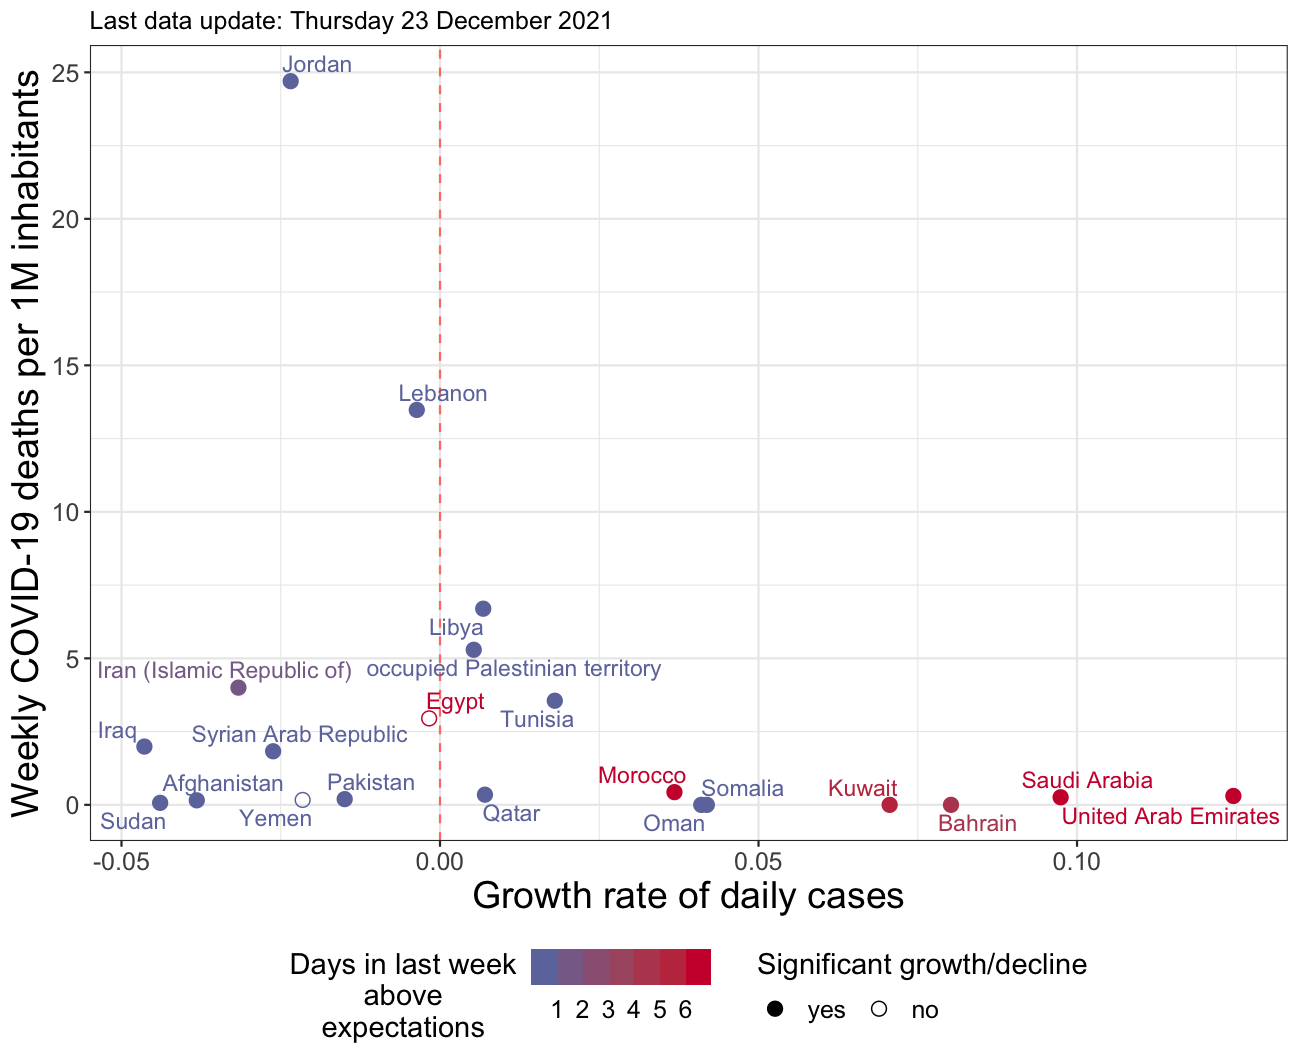 Last data update: Thursday 23 December 2021
Weekly COVID-19 deaths per 1M inhabitants
25
20
15
10
5
0
Jordan
Lebanon
Libya
occupied Palestinian territory
Iran (Islamic Republic of)
Egypt
Tunisia
Iraq
Syrian Arab Republic
Afghanistan
Pakistan
Sudan
Yemen
Qatar
Morocco
Somalia
Oman
Kuwait
Bahrain
Saudi Arabia
United Arab Emirates
-0.05
0.00
0.05
0.10
Growth rate of daily cases
Days in last week
above
expectations
1 2 3 4 5 6
Significant growth/decline
yes no